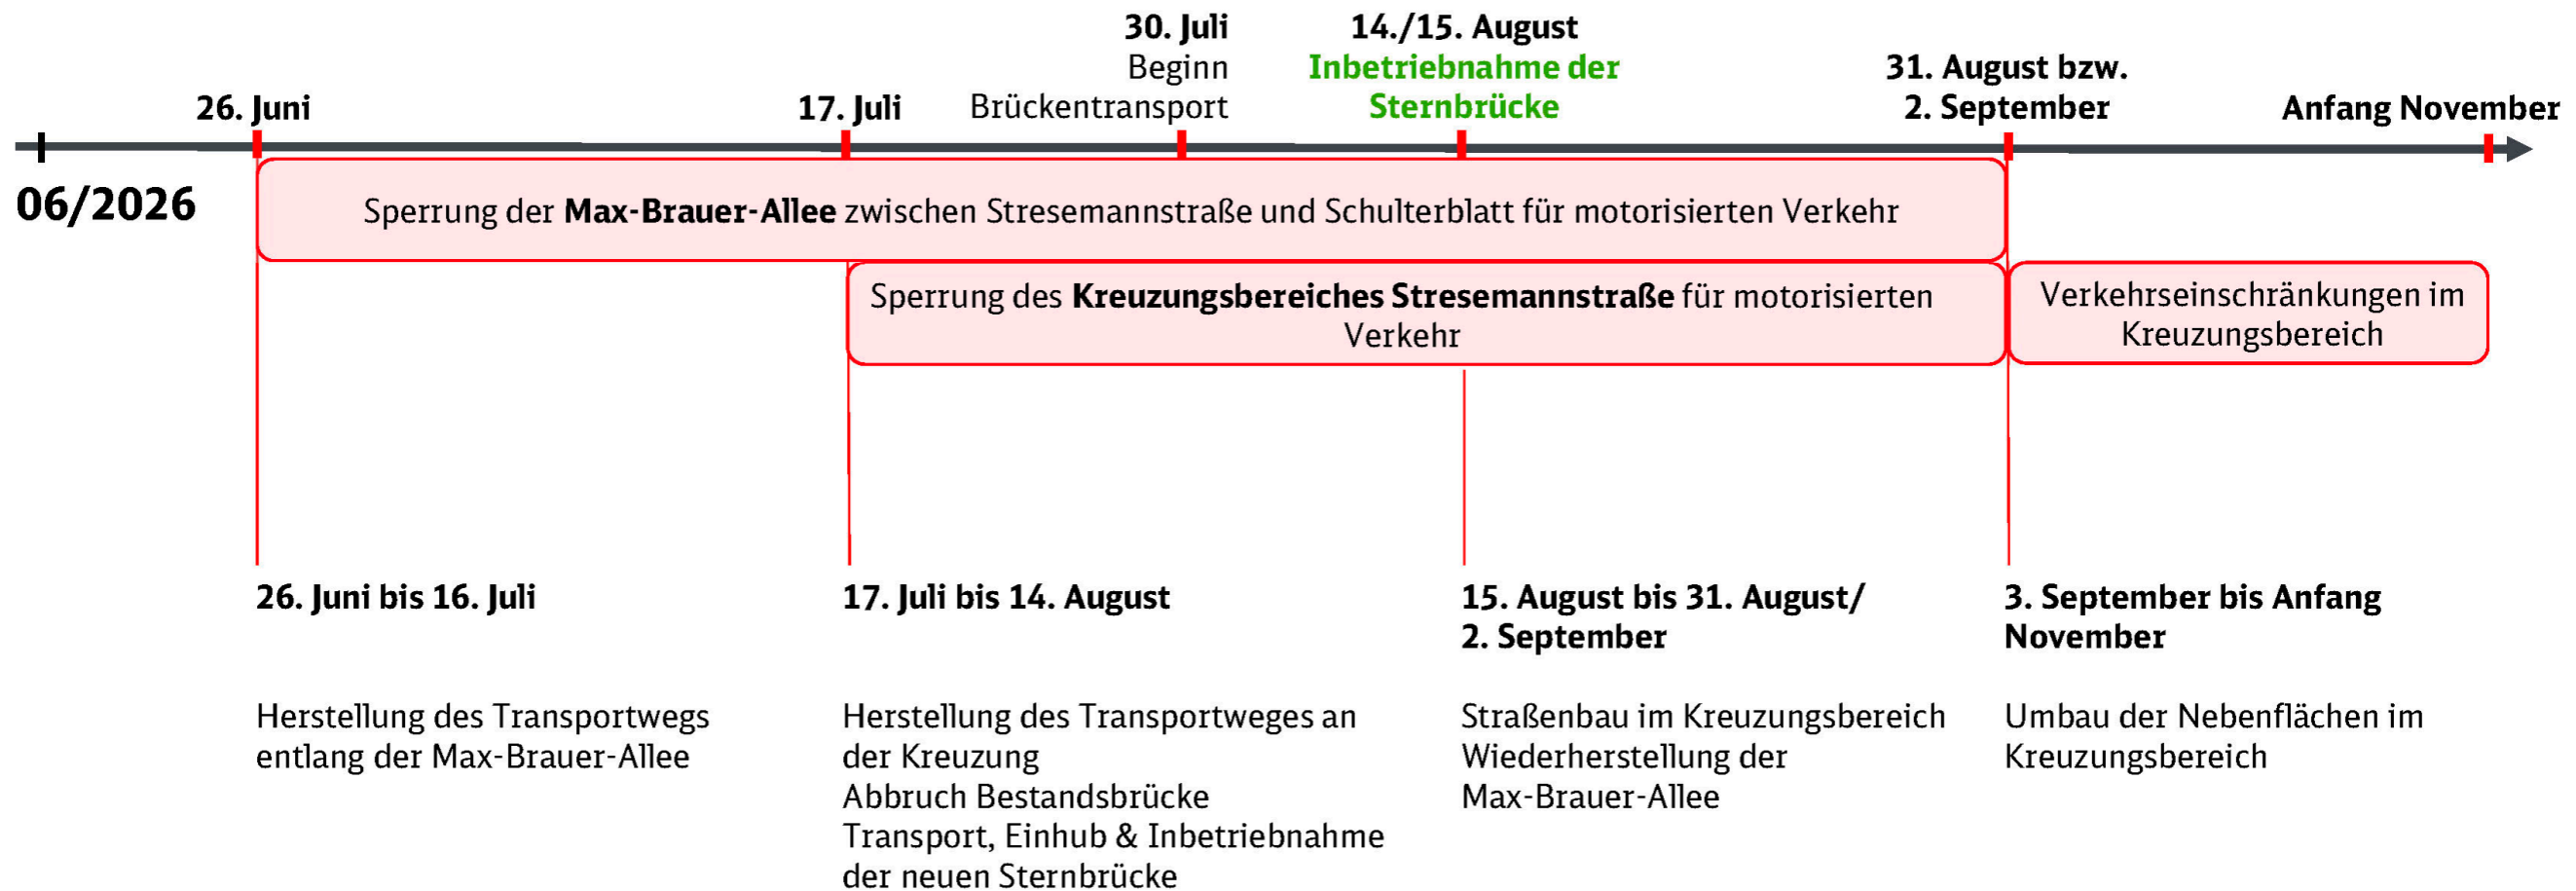 30. Juli
Beginn
Brückentransport
14./15. August
Inbetriebnahme der
Sternbrücke
31. August bzw.
2. September
26. Juni
17. Juli
Anfang November
06/2026
Sperrung der Max-Brauer-Allee zwischen Stresemannstraße und Schulterblatt für motorisierten Verkehr
Sperrung des Kreuzungsbereiches Stresemannstraße für motorisierten
Verkehr
Verkehrseinschränkungen im
Kreuzungsbereich
26. Juni bis 16. Juli
Herstellung des Transportwegs
entlang der Max-Brauer-Allee
17. Juli bis 14. August
Herstellung des Transportweges an
der Kreuzung
Abbruch Bestandsbrücke
Transport, Einhub & Inbetriebnahme
der neuen Sternbrücke
15. August bis 31. August/
2. September
Straßenbau im Kreuzungsbereich
Wiederherstellung der
Max-Brauer-Allee
3. September bis Anfang
November
Umbau der Nebenflächen im
Kreuzungsbereich